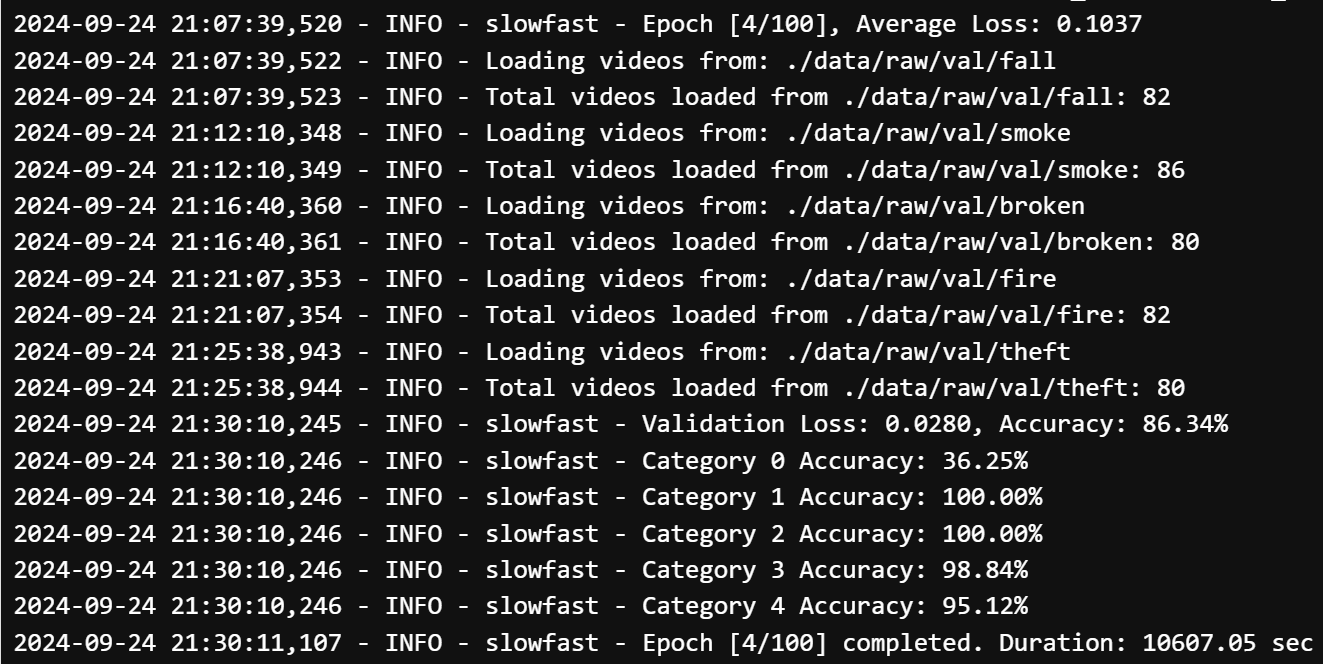 2024-09-24 21:07:39,520 - INFO - slowfast - Epoch [4/100], Average Loss: 0.1037
2024-09-24 21:07:39,522 - INFO - Loading videos from: ./data/raw/val/fall
2024-09-24 21:07:39,523 - INFO - Total videos loaded from ./data/raw/val/fall: 82
2024-09-24 21:12:10,348 - INFO - Loading videos from: ./data/raw/val/smoke
2024-09-24 21:12:10,349 - INFO - Total videos loaded from ./data/raw/val/smoke: 86
2024-09-24 21:16:40,360 - INFO - Loading videos from: ./data/raw/val/broken
2024-09-24 21:16:40,361 - INFO - Total videos loaded from ./data/raw/val/broken: 80
2024-09-24 21:21:07,353 - INFO - Loading videos from: ./data/raw/val/fire
2024-09-24 21:21:07,354 - INFO - Total videos loaded from ./data/raw/val/fire: 82
2024-09-24 21:25:38,943 - INFO - Loading videos from: ./data/raw/val/theft
2024-09-24 21:25:38,944 - INFO - Total videos loaded from ./data/raw/val/theft: 80
2024-09-24 21:30:10,245 - INFO - slowfast - Validation Loss: 0.0280, Accuracy: 86.34%
2024-09-24 21:30:10,246 - INFO - slowfast - Category 0 Accuracy: 36.25%
2024-09-24 21:30:10,246 - INFO - slowfast - Category 1 Accuracy: 100.00%
2024-09-24 21:30:10,246 - INFO - slowfast - Category 2 Accuracy: 100.00%
2024-09-24 21:30:10,246 - INFO - slowfast - Category 3 Accuracy: 98.84%
2024-09-24 21:30:10,246 - INFO - slowfast - Category 4 Accuracy: 95.12%
2024-09-24 21:30:11,107 - INFO - slowfast - Epoch [4/100] completed. Duration: 10607.05 sec